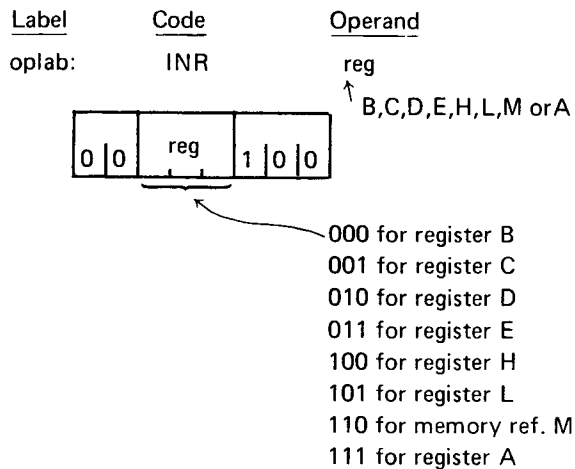 Label Code Operand
oplab: INR reg
B,C,D,E,H,L,M or A
0 0 reg 1 0 0
000 for register B
001 for register C
010 for register D
011 for register E
100 for register H
101 for register L
110 for memory ref. M
111 for register A